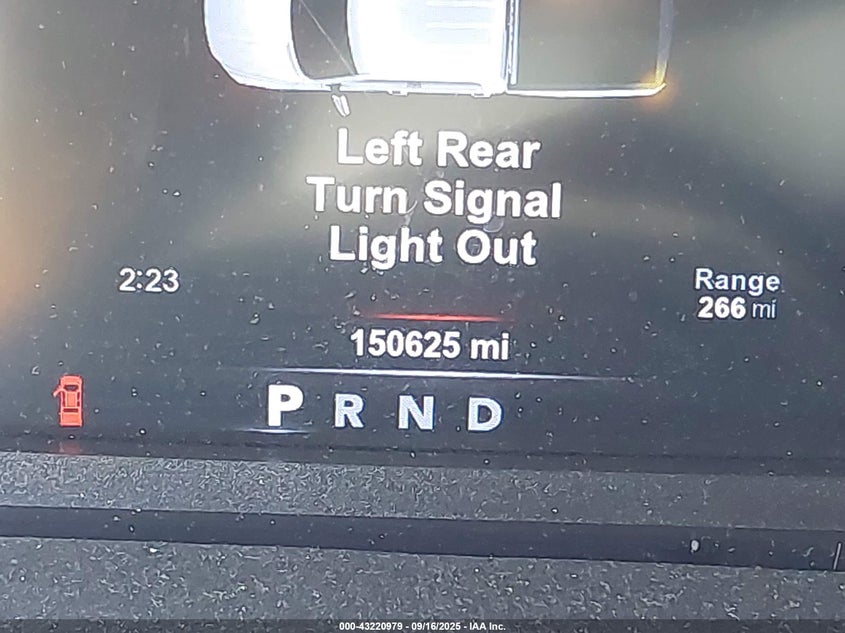 Left Rear
Turn Signal
Light Out
2:23
Range
266 mi
150625 mi
P R N D
000-43220979 - 09/16/2025 - IAA Inc.